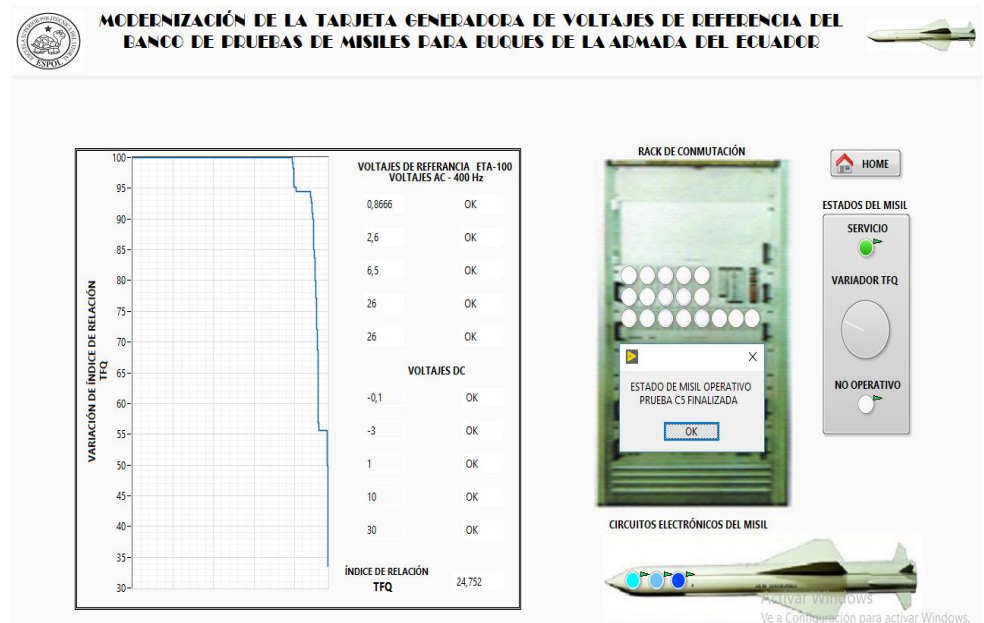 MODERNIZACIÓN DE LA TARJETA GENERADORA DE VOLTAJES DE REFERENCIA DEL
BANCO DE PRUEBAS DE MISILES PARA BUQUES DE LA ARMADA DEL ECUADOR
ESPOL
VARIACIÓN DE ÍNDICE DE RELACIÓN
TFQ
100
95
90
85
80
75
70
65
60
55
50
45
40
35
30
VOLTAJES DE REFERANCIA ETA-100
VOLTAJES AC - 400 Hz
0,8666 OK
2,6 OK
6,5 OK
26 OK
26 OK
VOLTAJES DC
-0,1 OK
-3 OK
1 OK
10 OK
30 OK
ÍNDICE DE RELACIÓN
TFQ
24,752
RACK DE CONMUTACIÓN
ESTADO DE MISIL OPERATIVO
PRUEBA C5 FINALIZADA
OK
CIRCUITOS ELECTRÓNICOS DEL MISIL
HOME
ESTADOS DEL MISIL
SERVICIO
VARIADOR TFQ
NO OPERATIVO
Activar Windows
Ve a Configuración para activar Windows.